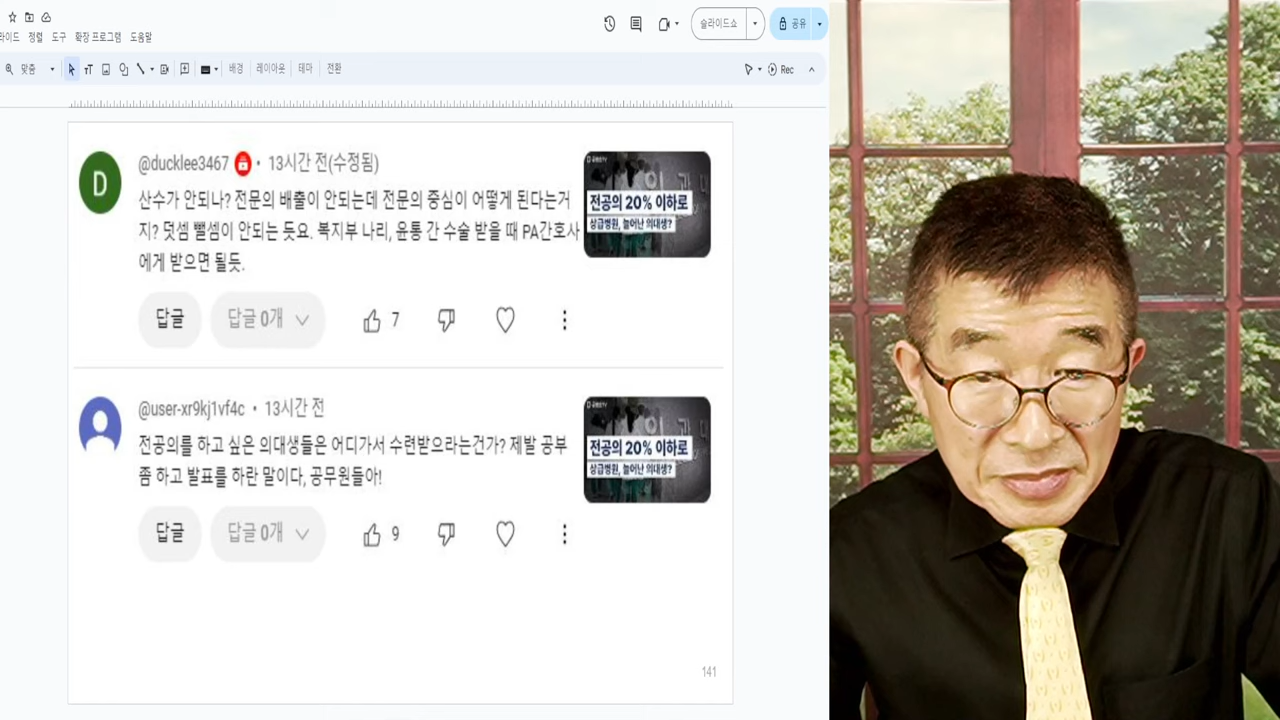 라이드 정렬 도구 확장 프로그램 도움말
슬라이드쇼
공유
맞춤
배경 레이아웃 테마 전환
Rec
D
@ducklee3467 · 13시간 전(수정됨)
산수가 안되나? 전문의 배출이 안되는데 전문의 중심이 어떻게 된다는거
지? 덧셈 뺄셈이 안되는 듯요. 복지부 나리, 윤통 간 수술 받을 때 PA간호사
에게 받으면 될듯.
전공의 20% 이하로
상급병원, 늘어난 의대생?
답글 답글 0개 7
@user-xr9kj1vf4c · 13시간 전
전공의를 하고 싶은 의대생들은 어디가서 수련받으라는건가? 제발 공부
좀 하고 발표를 하란 말이다, 공무원들아!
전공의 20% 이하로
상급병원, 늘어난 의대생?
답글 답글 0개 9
141